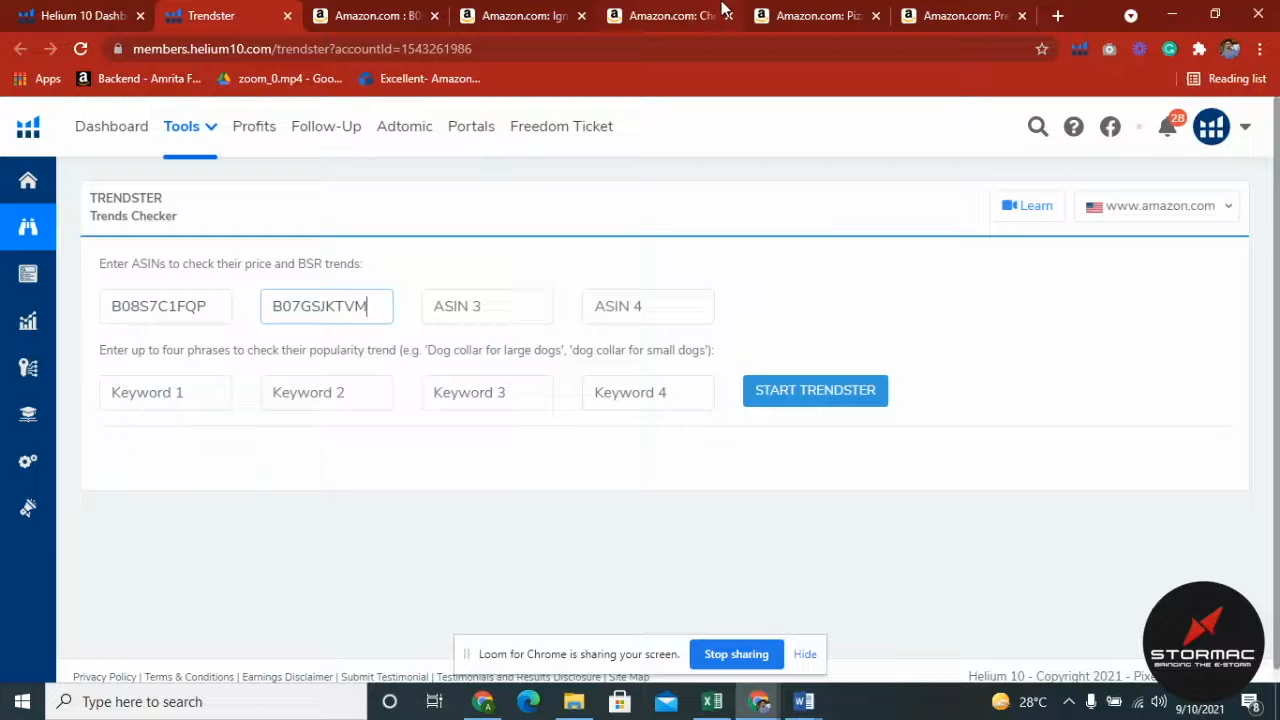 Helium 10 Dashb
Trendster
Amazon.com : B0
Amazon.com: Ign
Amazon.com: Che
Amazon.com: Piz
Amazon.com: Pre
members.helium10.com/trendster?accountId=1543261986
Apps
Backend - Amrita F...
zoom_0.mp4 - Goo...
Excellent- Amazon...
Reading list
Dashboard Tools Profits Follow-Up Adtomic Portals Freedom Ticket
28
TRENDSTER
Trends Checker
Learn
www.amazon.com
Enter ASINs to check their price and BSR trends:
B08S7C1FQP B07GSJKTVM ASIN 3 ASIN 4
Enter up to four phrases to check their popularity trend (e.g. 'Dog collar for large dogs', 'dog collar for small dogs'):
Keyword 1 Keyword 2 Keyword 3 Keyword 4 START TRENDSTER
STORMAC
BRINGING THE E-STORM
Loom for Chrome is sharing your screen. Stop sharing Hide
Privacy Policy | Terms & Conditions | Earnings Disclaimer | Submit Testimonial | Testimonials and Results Disclosure | Site Map
Helium 10 - Copyright 2021 - Pixe
Type here to search
28°C
9/10/2021
8